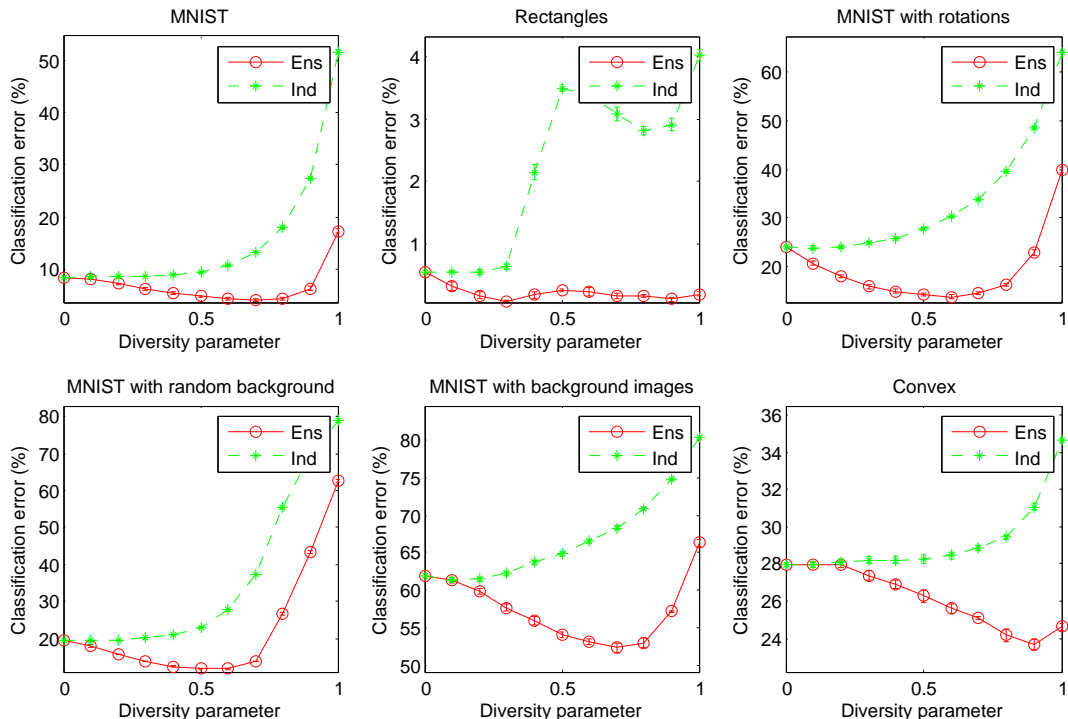 MNIST
Classification error (%)
50
40
30
20
10
0
0.5
1
Diversity parameter
Ens
Ind
Rectangles
Classification error (%)
4
3
2
1
0
0.5
1
Diversity parameter
Ens
Ind
MNIST with rotations
Classification error (%)
60
50
40
30
20
0
0.5
1
Diversity parameter
Ens
Ind
MNIST with random background
Classification error (%)
80
70
60
50
40
30
20
0
0.5
1
Diversity parameter
Ens
Ind
MNIST with background images
Classification error (%)
80
75
70
65
60
55
50
0
0.5
1
Diversity parameter
Ens
Ind
Convex
Classification error (%)
36
34
32
30
28
26
24
0
0.5
1
Diversity parameter
Ens
Ind